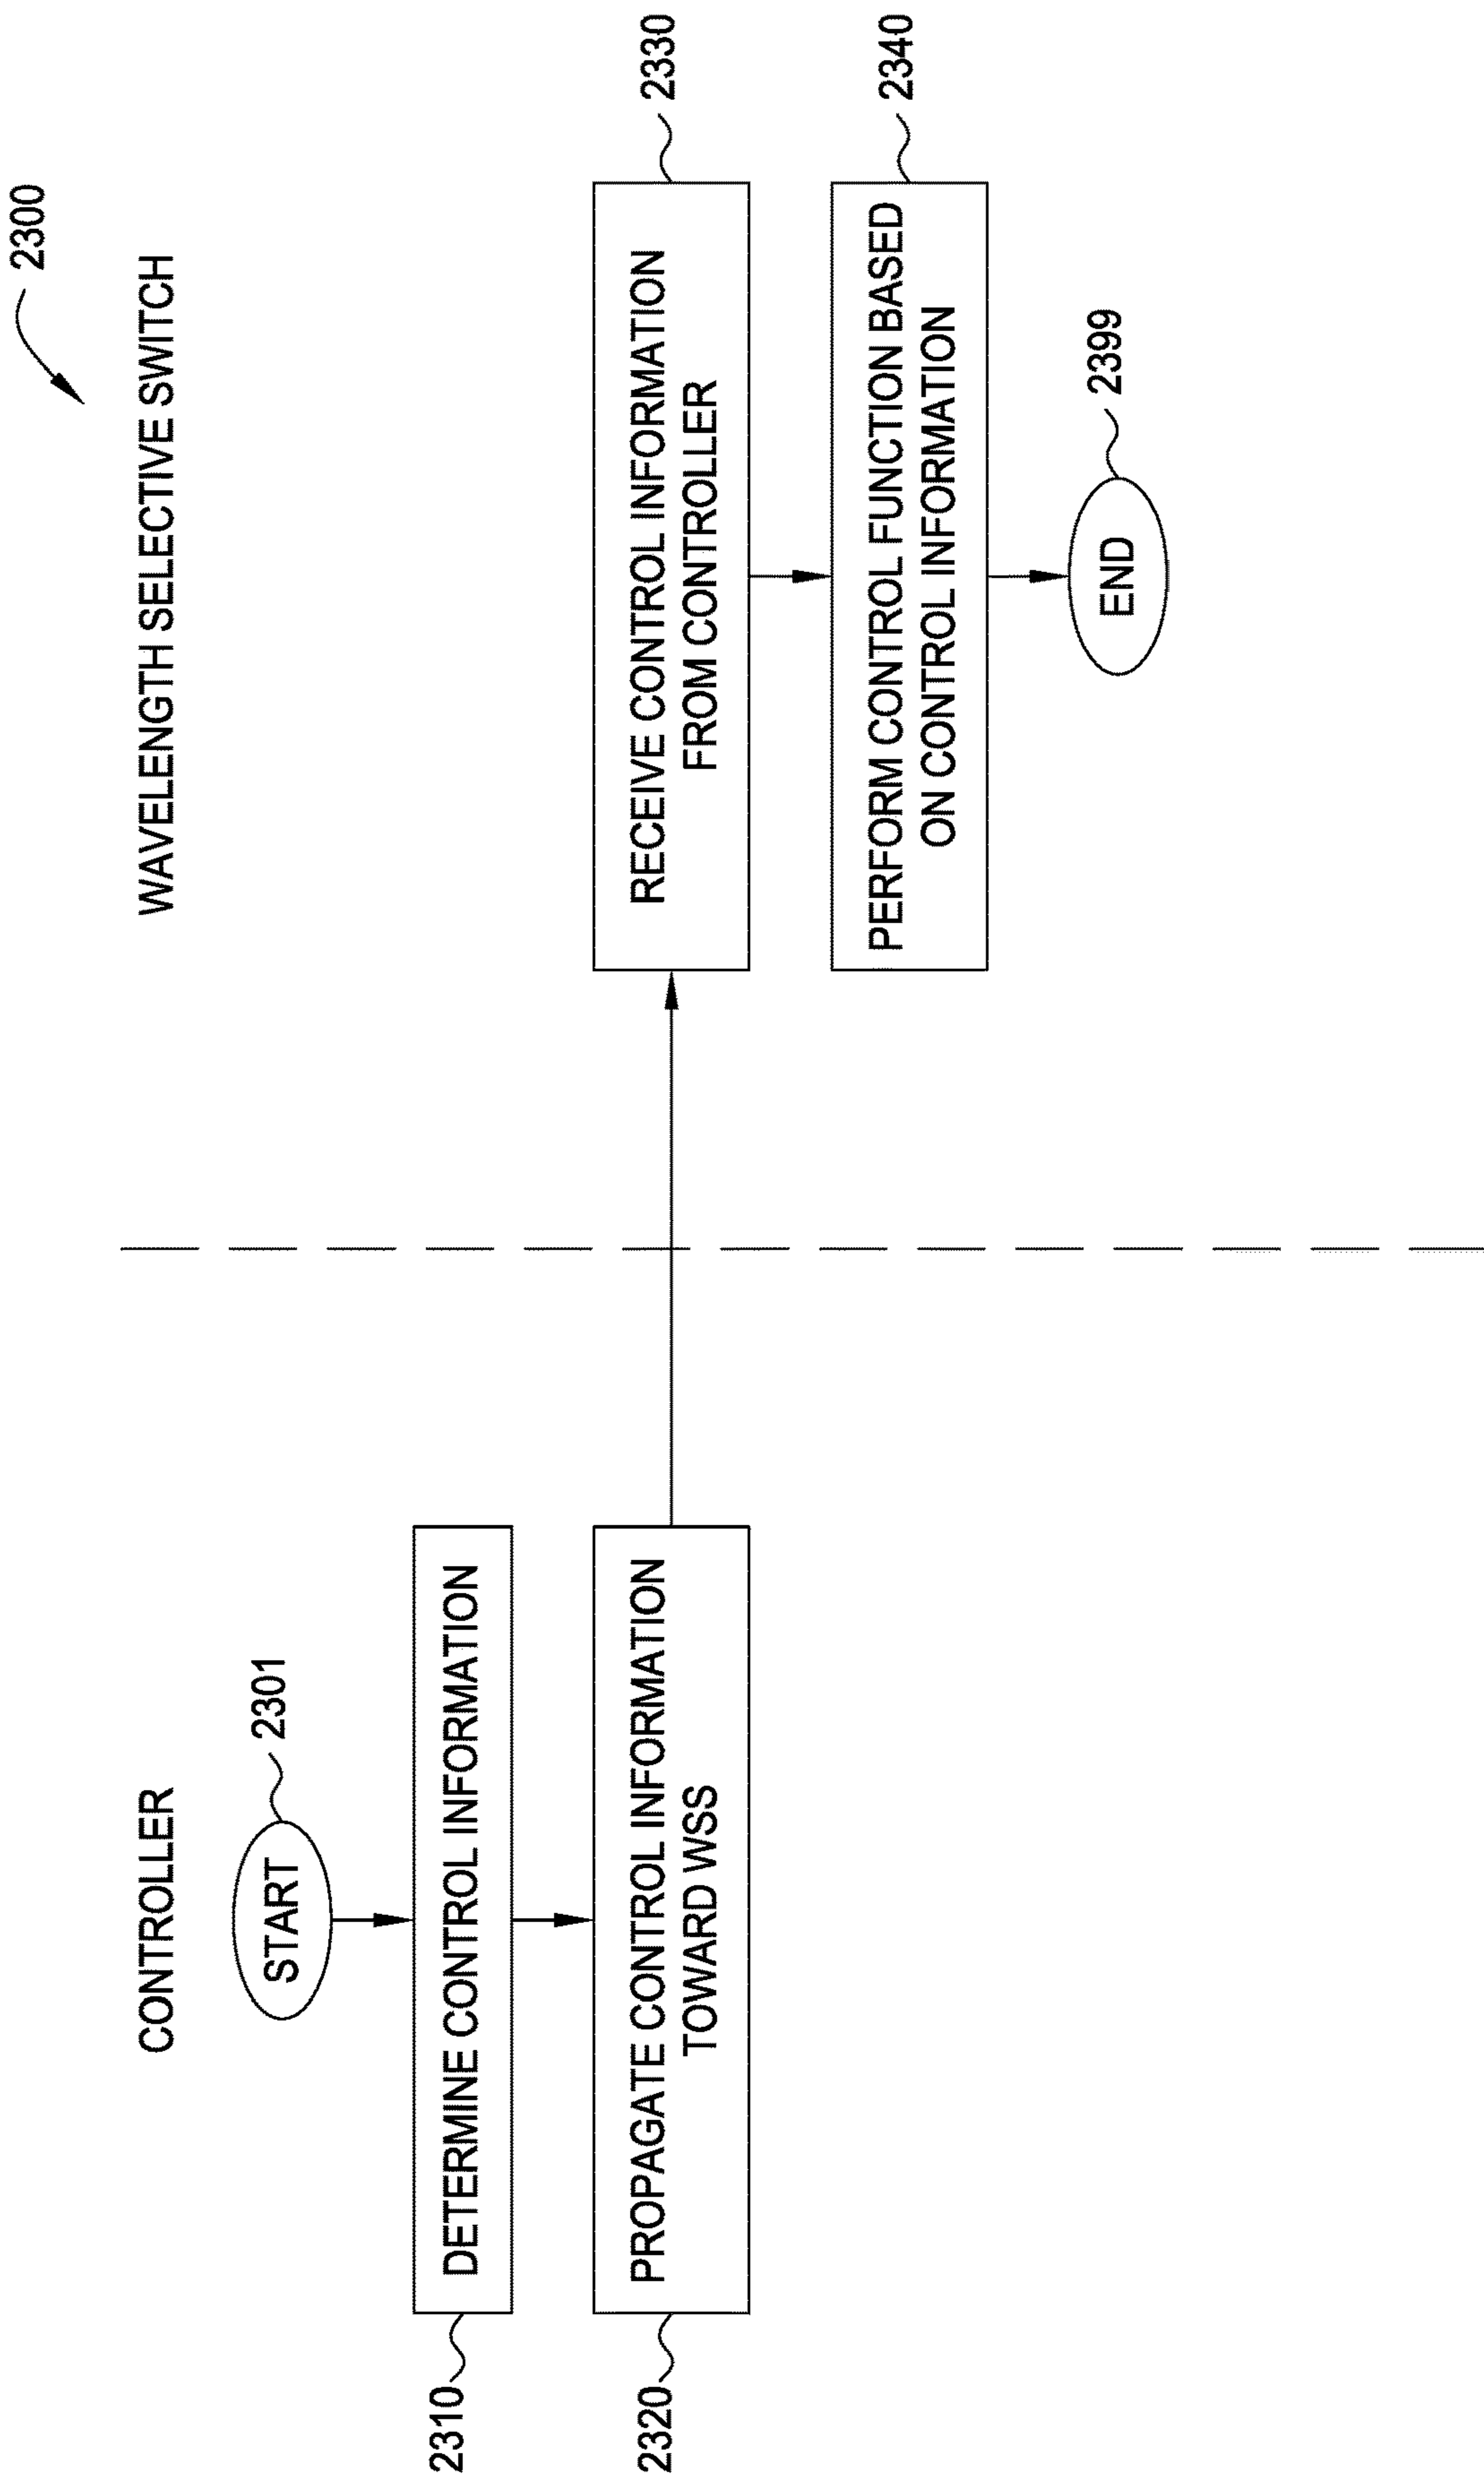 2300
CONTROLLER
WAVELENGTH SELECTIVE SWITCH
START
2301
2310
DETERMINE CONTROL INFORMATION
2320
PROPAGATE CONTROL INFORMATION
TOWARD WSS
RECEIVE CONTROL INFORMATION
FROM CONTROLLER
2330
PERFORM CONTROL FUNCTION BASED
ON CONTROL INFORMATION
2340
END
2399